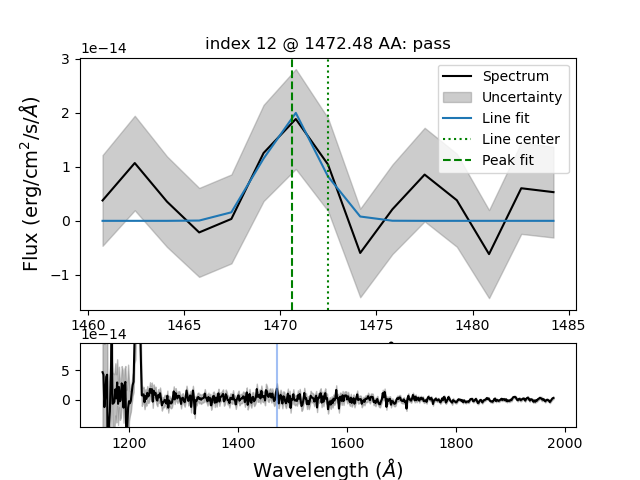 index 12 @ 1472.48 AA: pass
1e−14
3
2
1
0
−1
Flux (erg/cm²/s/Å)
Spectrum
Uncertainty
Line fit
Line center
Peak fit
1460
1465
1470
1475
1480
1485
1e−14
5
0
1200
1400
1600
1800
2000
Wavelength (Å)